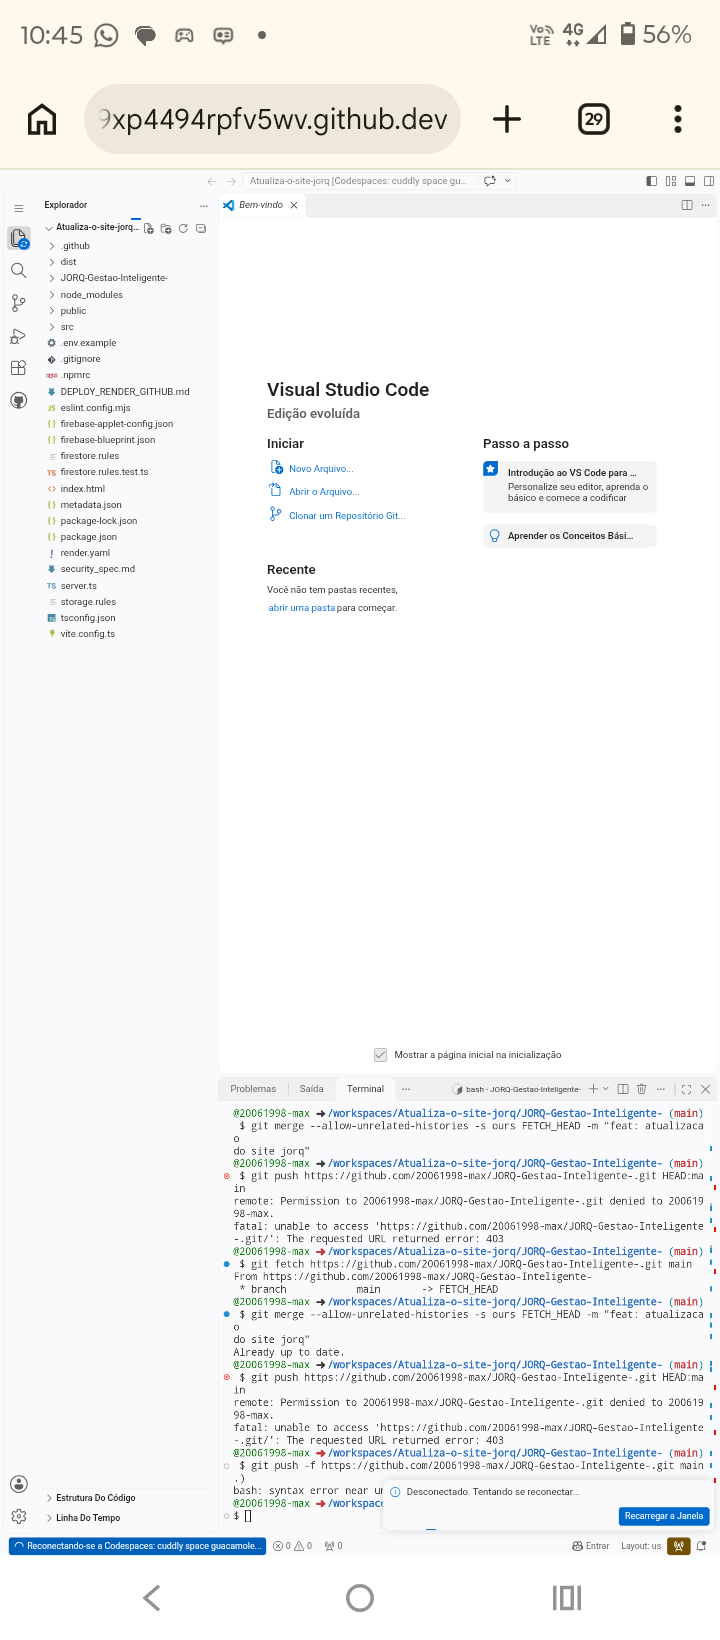 10:45
Vo LTE 4G 56%
9xp4494rpfv5wv.github.dev
29
Atualiza-o-site-jorq [Codespaces: cuddly space gu...
Explorador
Bem-vindo
Atualiza-o-site-jorq...
.github
dist
JORQ-Gestao-Inteligente-
node_modules
public
src
.env.example
.gitignore
.npmrc
DEPLOY_RENDER_GITHUB.md
JS eslint.config.mjs
{ } firebase-applet-config.json
{ } firebase-blueprint.json
firestore.rules
TS firestore.rules.test.ts
<> index.html
{ } metadata.json
{ } package-lock.json
{ } package.json
! render.yaml
security_spec.md
TS server.ts
storage.rules
tsconfig.json
vite.config.ts
Visual Studio Code
Edição evoluída
Iniciar
Novo Arquivo...
Abrir o Arquivo...
Clonar um Repositório Git...
Recente
Você não tem pastas recentes,
abrir uma pasta para começar.
Passo a passo
Introdução ao VS Code para ...
Personalize seu editor, aprenda o
básico e comece a codificar
Aprender os Conceitos Bási...
Mostrar a página inicial na inicialização
Problemas Saída Terminal ... bash - JORQ-Gestao-Inteligente-
@20061998-max ➜ /workspaces/Atualiza-o-site-jorq/JORQ-Gestao-Inteligente- (main)
$ git merge --allow-unrelated-histories -s ours FETCH_HEAD -m "feat: atualizaca
o
do site jorq"
@20061998-max ➜ /workspaces/Atualiza-o-site-jorq/JORQ-Gestao-Inteligente- (main)
$ git push https://github.com/20061998-max/JORQ-Gestao-Inteligente-.git HEAD:ma
in
remote: Permission to 20061998-max/JORQ-Gestao-Inteligente-.git denied to 200619
98-max.
fatal: unable to access 'https://github.com/20061998-max/JORQ-Gestao-Inteligente
-.git/': The requested URL returned error: 403
@20061998-max ➜ /workspaces/Atualiza-o-site-jorq/JORQ-Gestao-Inteligente- (main)
$ git fetch https://github.com/20061998-max/JORQ-Gestao-Inteligente-.git main
From https://github.com/20061998-max/JORQ-Gestao-Inteligente-
* branch main -> FETCH_HEAD
@20061998-max ➜ /workspaces/Atualiza-o-site-jorq/JORQ-Gestao-Inteligente- (main)
$ git merge --allow-unrelated-histories -s ours FETCH_HEAD -m "feat: atualizaca
o
do site jorq"
Already up to date.
@20061998-max ➜ /workspaces/Atualiza-o-site-jorq/JORQ-Gestao-Inteligente- (main)
$ git push https://github.com/20061998-max/JORQ-Gestao-Inteligente-.git HEAD:ma
in
remote: Permission to 20061998-max/JORQ-Gestao-Inteligente-.git denied to 200619
98-max.
fatal: unable to access 'https://github.com/20061998-max/JORQ-Gestao-Inteligente
-.git/': The requested URL returned error: 403
@20061998-max ➜ /workspaces/Atualiza-o-site-jorq/JORQ-Gestao-Inteligente- (main)
$ git push -f https://github.com/20061998-max/JORQ-Gestao-Inteligente-.git main
.)
bash: syntax error near
@20061998-max ➜
$
Desconectado. Tentando se reconectar...
Recarregar a Janela
Estrutura Do Código
Linha Do Tempo
Reconectando-se a Codespaces: cuddly space guacamole... 0 0 0 Entrar Layout: us